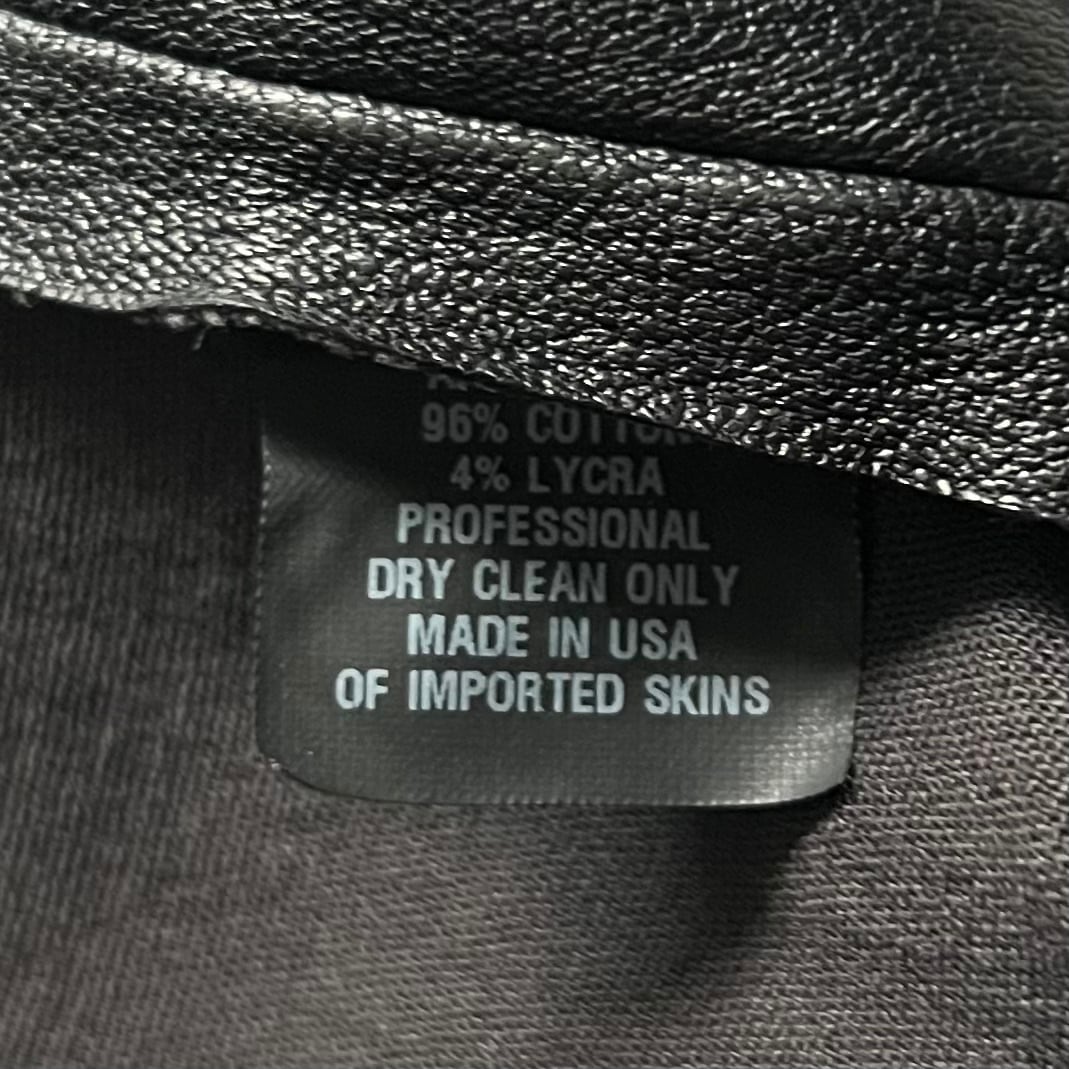 96% COTTON
4% LYCRA
PROFESSIONAL
DRY CLEAN ONLY
MADE IN USA
OF IMPORTED SKINS